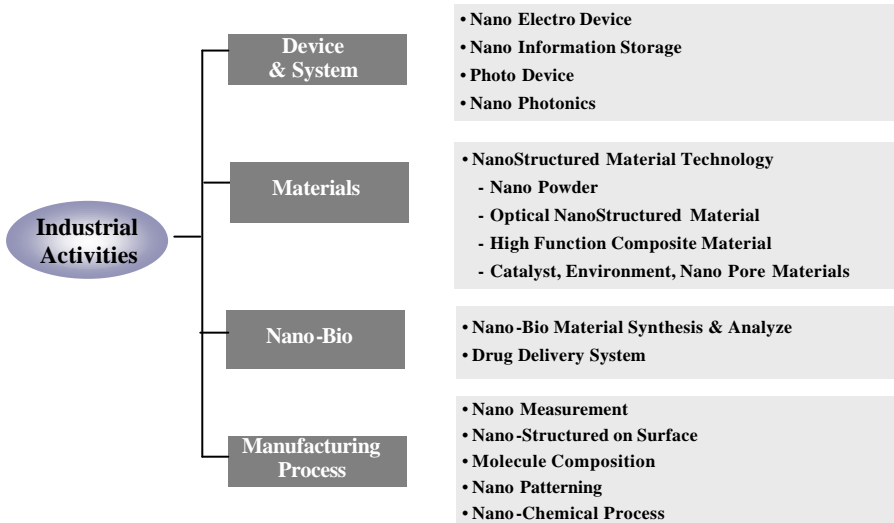 Industrial
Activities
Device
& System
• Nano Electro Device
• Nano Information Storage
• Photo Device
• Nano Photonics
Materials
• NanoStructured Material Technology
- Nano Powder
- Optical NanoStructured Material
- High Function Composite Material
- Catalyst, Environment, Nano Pore Materials
Nano-Bio
• Nano-Bio Material Synthesis & Analyze
• Drug Delivery System
Manufacturing
Process
• Nano Measurement
• Nano-Structured on Surface
• Molecule Composition
• Nano Patterning
• Nano-Chemical Process